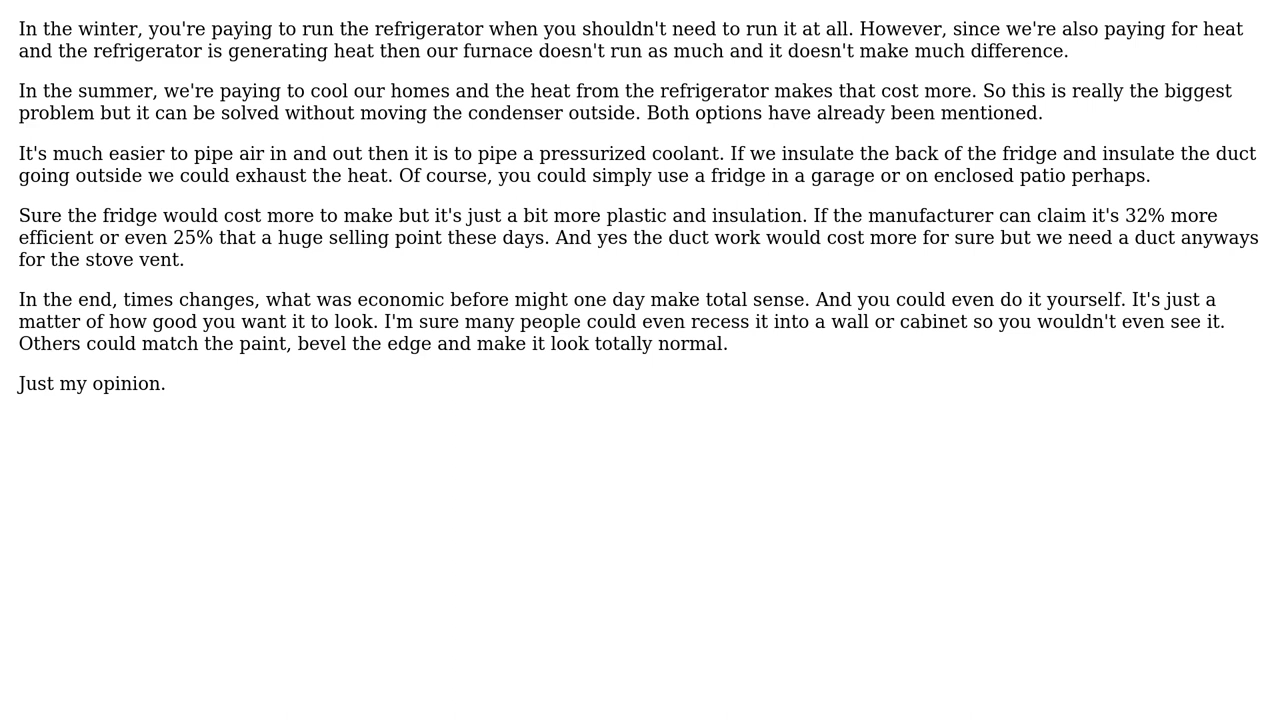 In the winter, you're paying to run the refrigerator when you shouldn't need to run it at all. However, since we're also paying for heat
and the refrigerator is generating heat then our furnace doesn't run as much and it doesn't make much difference.
In the summer, we're paying to cool our homes and the heat from the refrigerator makes that cost more. So this is really the biggest
problem but it can be solved without moving the condenser outside. Both options have already been mentioned.
It's much easier to pipe air in and out then it is to pipe a pressurized coolant. If we insulate the back of the fridge and insulate the duct
going outside we could exhaust the heat. Of course, you could simply use a fridge in a garage or on enclosed patio perhaps.
Sure the fridge would cost more to make but it's just a bit more plastic and insulation. If the manufacturer can claim it's 32% more
efficient or even 25% that a huge selling point these days. And yes the duct work would cost more for sure but we need a duct anyways
for the stove vent.
In the end, times changes, what was economic before might one day make total sense. And you could even do it yourself. It's just a
matter of how good you want it to look. I'm sure many people could even recess it into a wall or cabinet so you wouldn't even see it.
Others could match the paint, bevel the edge and make it look totally normal.
Just my opinion.